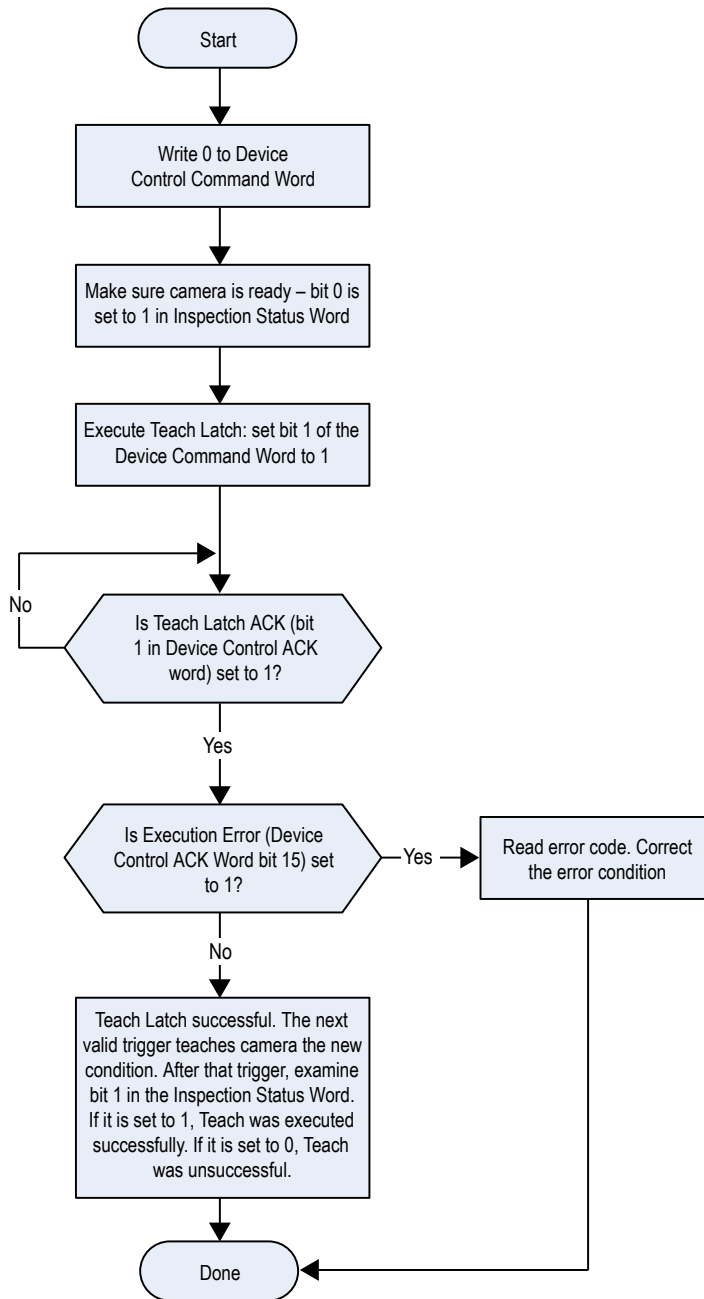 Start
Write 0 to Device
Control Command Word
Make sure camera is ready – bit 0 is
set to 1 in Inspection Status Word
Execute Teach Latch: set bit 1 of the
Device Command Word to 1
No
Is Teach Latch ACK (bit
1 in Device Control ACK
word) set to 1?
Yes
Is Execution Error (Device
Control ACK Word bit 15) set
to 1?
Yes
Read error code. Correct
the error condition
No
Teach Latch successful. The next
valid trigger teaches camera the new
condition. After that trigger, examine
bit 1 in the Inspection Status Word.
If it is set to 1, Teach was executed
successfully. If it is set to 0, Teach
was unsuccessful.
Done